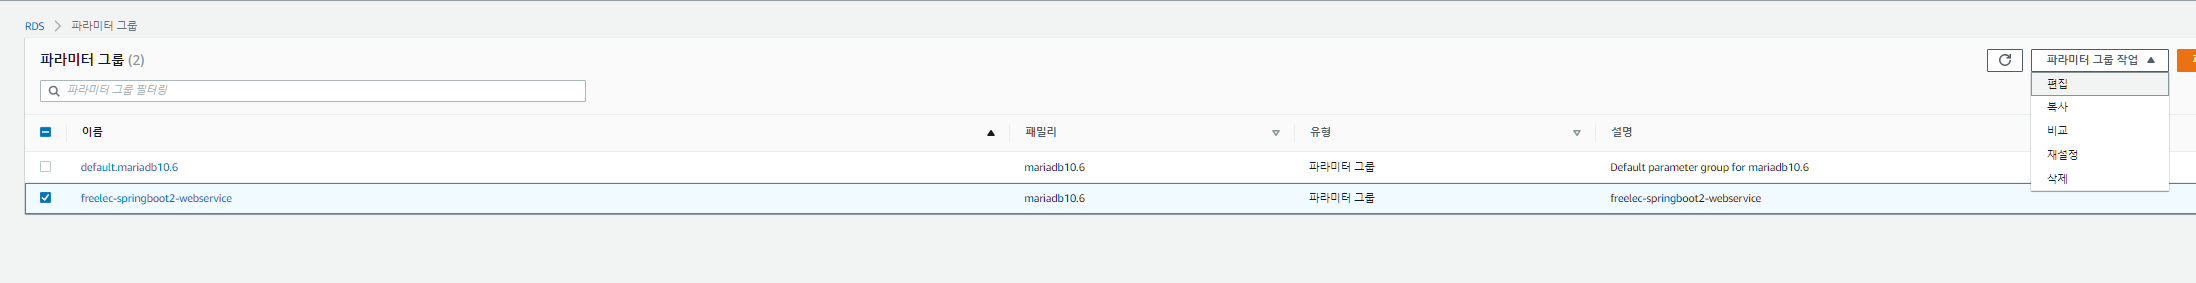 RDS > 파라미터 그룹
파라미터 그룹 (2)
파라미터 그룹 작업
파라미터 그룹 필터링
편집
복사
비교
재설정
삭제
이름 패밀리 유형 설명
default.mariadb10.6 mariadb10.6 파라미터 그룹 Default parameter group for mariadb10.6
freelec-springboot2-webservice mariadb10.6 파라미터 그룹 freelec-springboot2-webservice